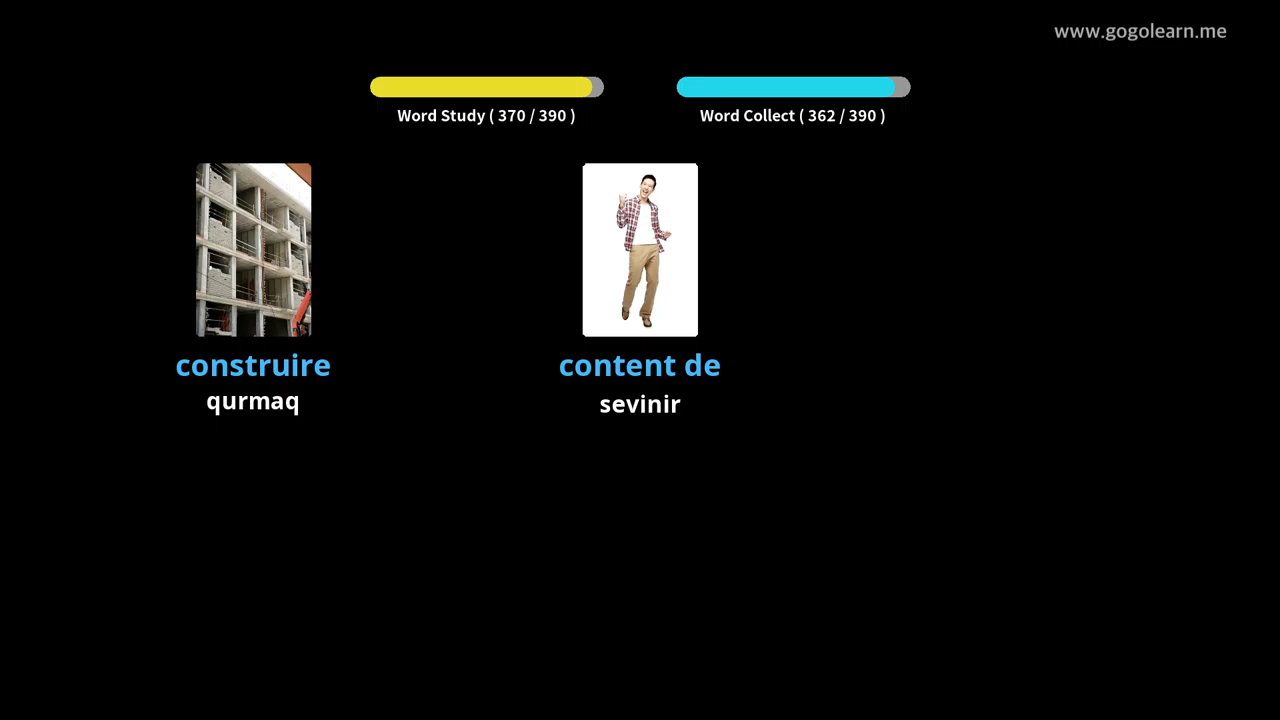 www.gogolearn.me
Word Study ( 370 / 390 )
Word Collect ( 362 / 390 )
construire
qurmaq
content de
sevinir